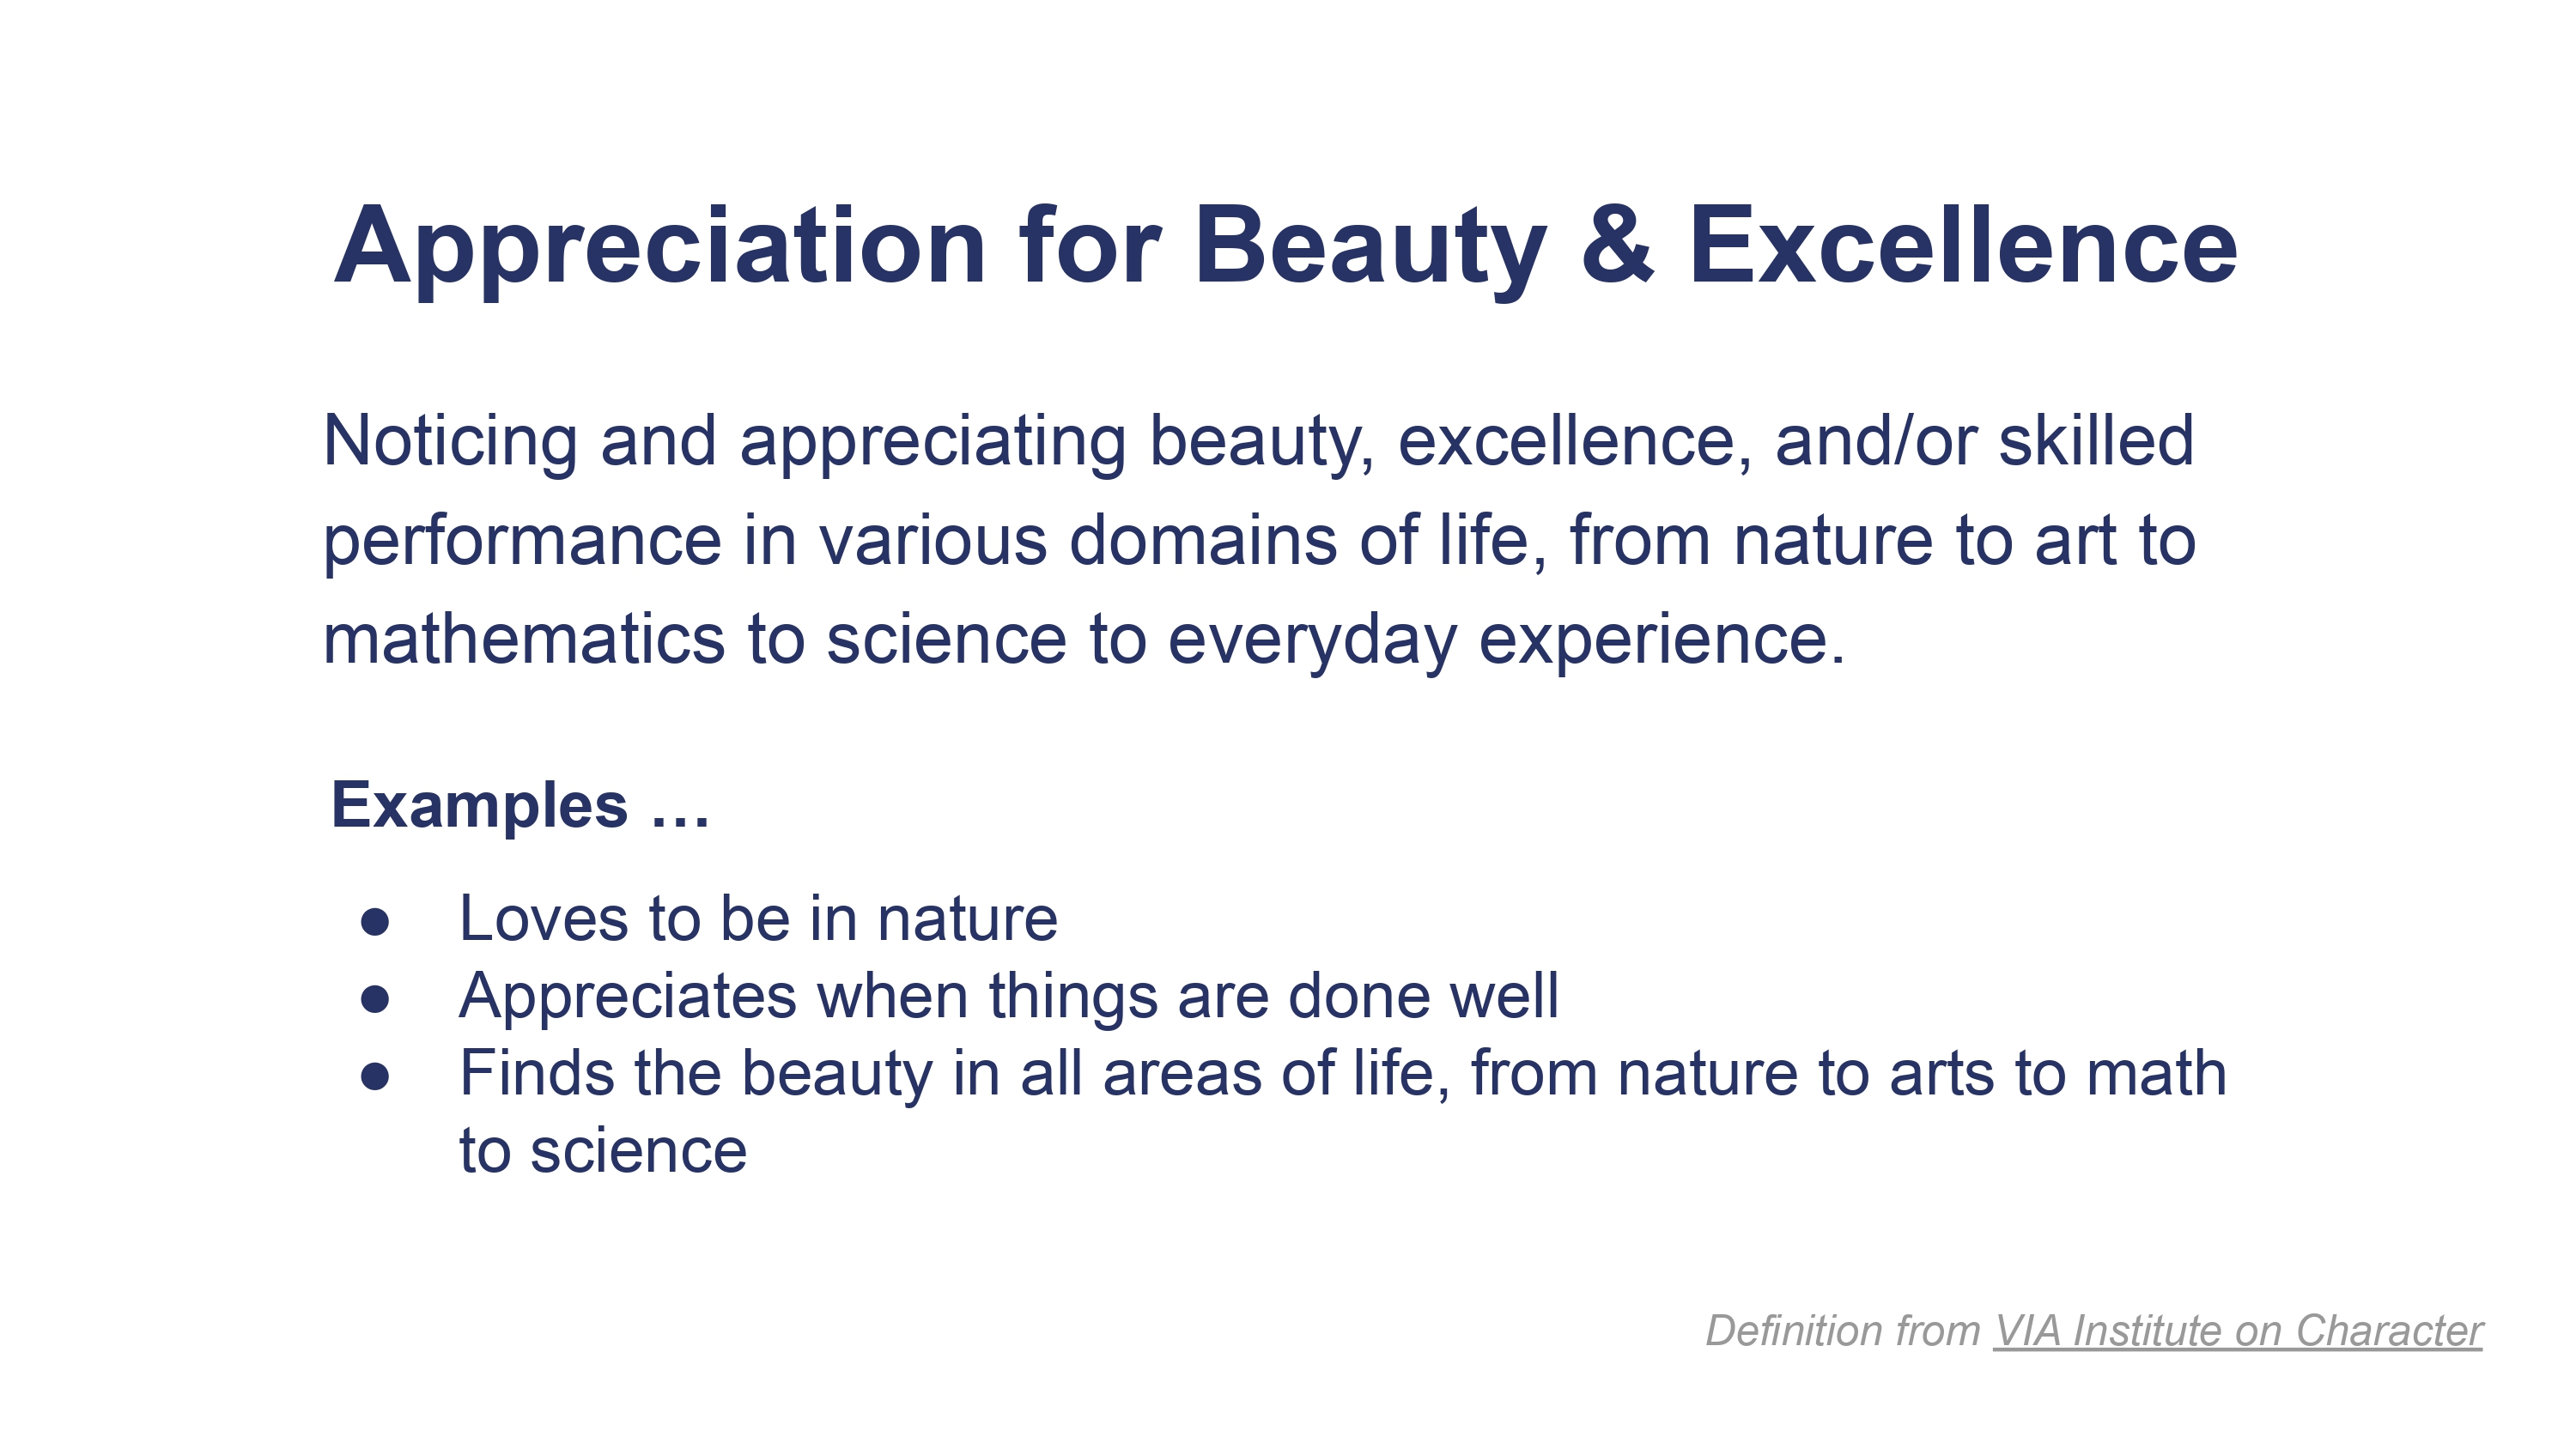 Appreciation for Beauty & Excellence
Noticing and appreciating beauty, excellence, and/or skilled
performance in various domains of life, from nature to art to
mathematics to science to everyday experience.
Examples …
● Loves to be in nature
● Appreciates when things are done well
● Finds the beauty in all areas of life, from nature to arts to math
to science
Definition from VIA Institute on Character